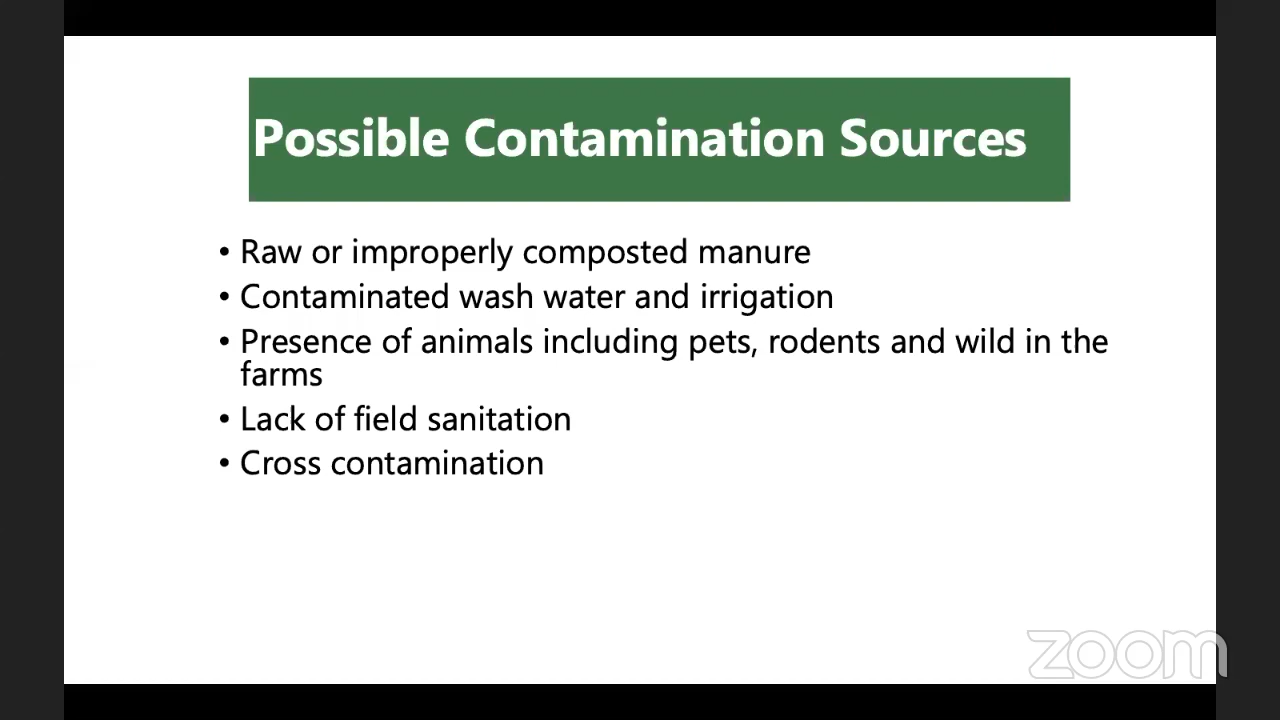 Possible Contamination Sources
• Raw or improperly composted manure
• Contaminated wash water and irrigation
• Presence of animals including pets, rodents and wild in the
farms
• Lack of field sanitation
• Cross contamination
zoom